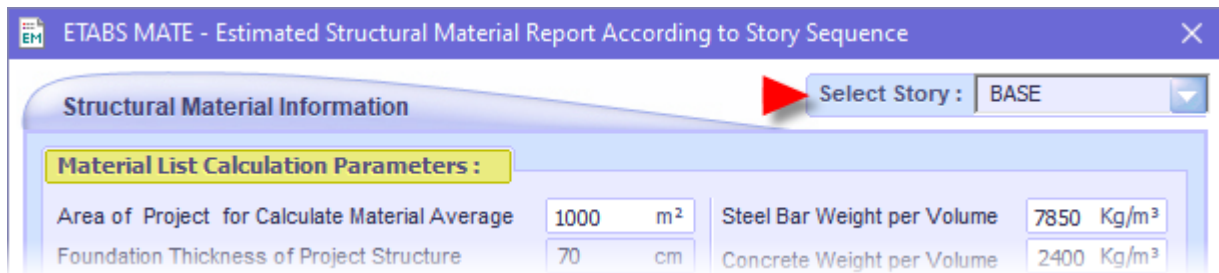 EM ETABS MATE - Estimated Structural Material Report According to Story Sequence
Select Story : BASE
Structural Material Information
Material List Calculation Parameters :
Area of Project for Calculate Material Average 1000 m² Steel Bar Weight per Volume 7850 Kg/m³
Foundation Thickness of Project Structure 70 cm Concrete Weight per Volume 2400 Kg/m³